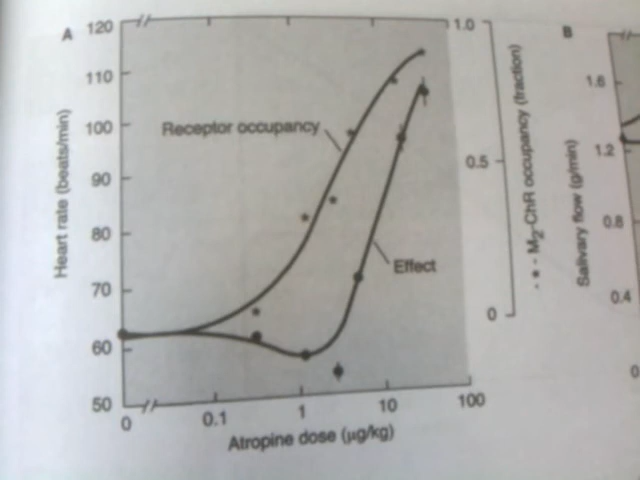 A
120
110
100
90
80
70
60
50
Heart rate (beats/min)
Receptor occupancy
Effect
0
0.1
1
10
100
Atropine dose (μg/kg)
1.0
0.5
0
- * - M2-ChR occupancy (fraction)
B
1.6
1.2
0.8
0.4
0
Salivary flow (g/min)